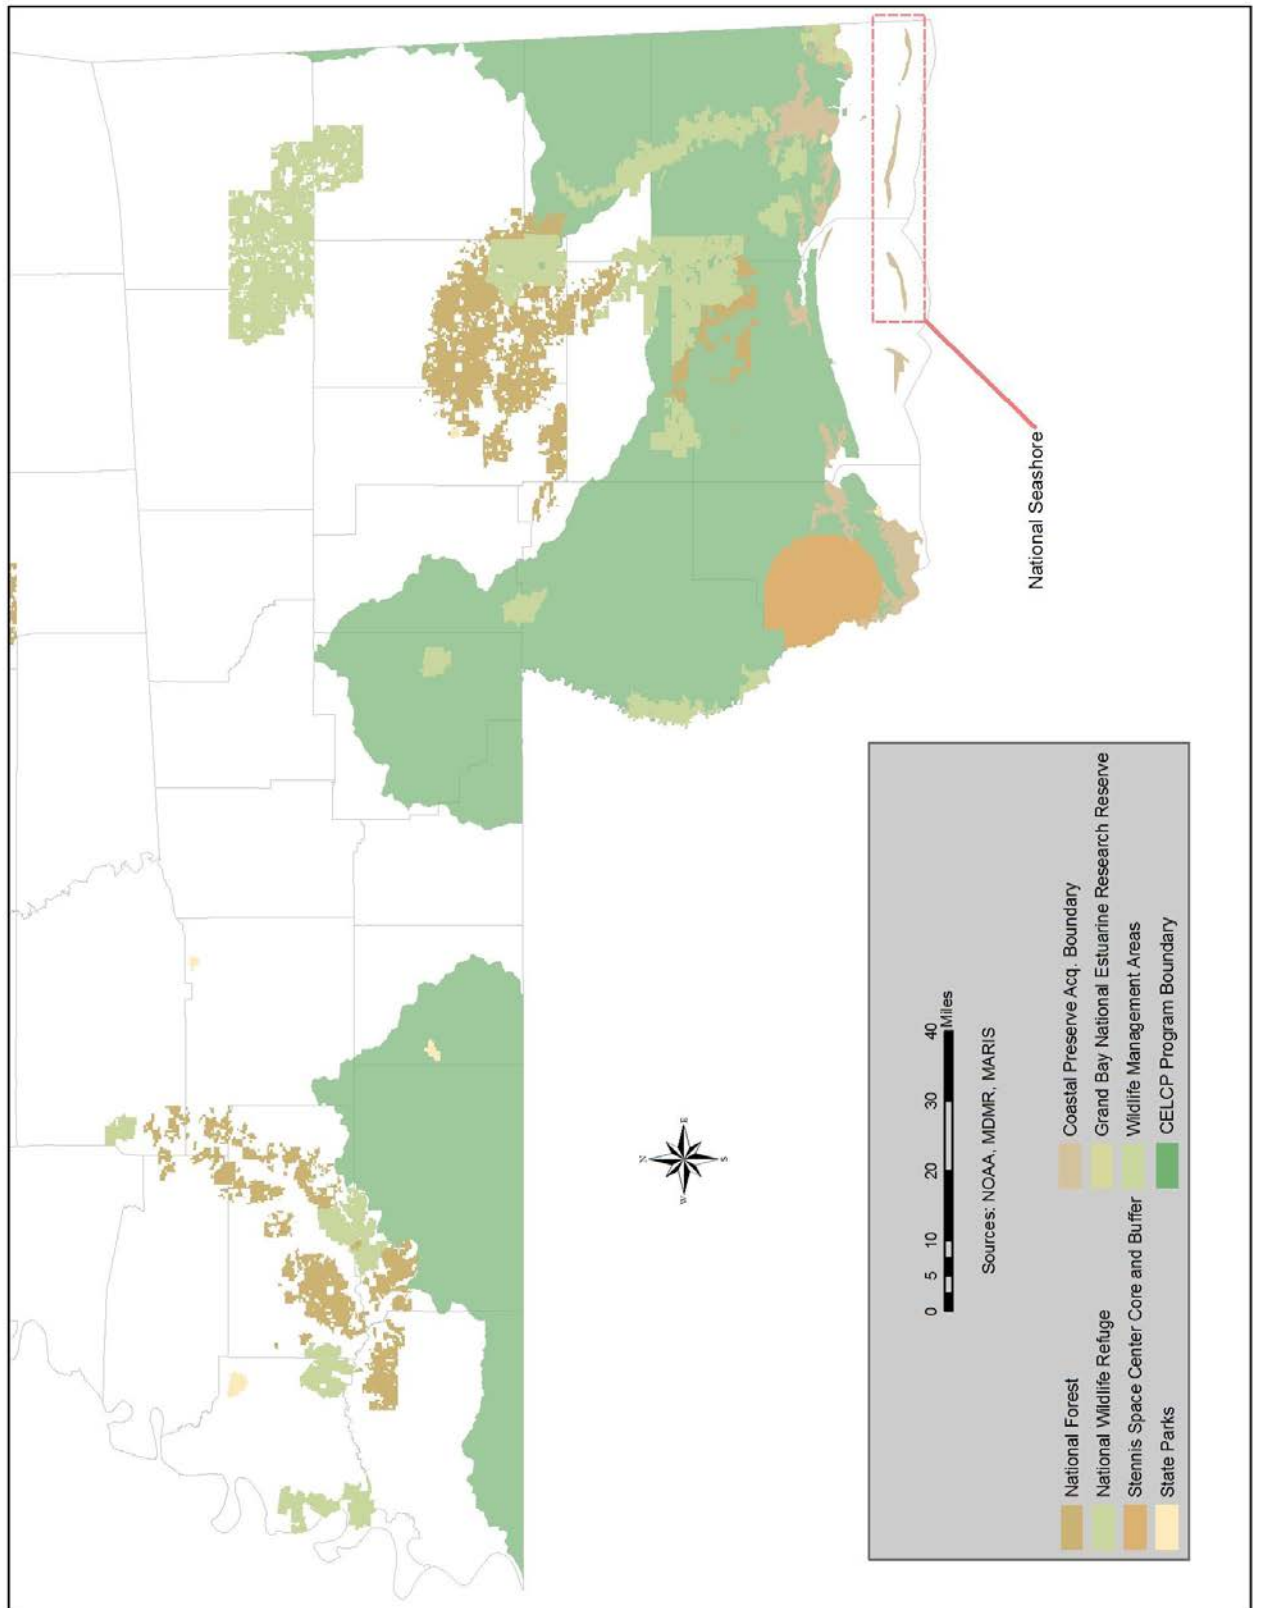 National Seashore
N
W
E
S
0 5 10 20 30 40
Miles
Sources: NOAA, MDMR, MARIS
National Forest
National Wildlife Refuge
Stennis Space Center Core and Buffer
State Parks
Coastal Preserve Acq. Boundary
Grand Bay National Estuarine Research Reserve
Wildlife Management Areas
CELCP Program Boundary